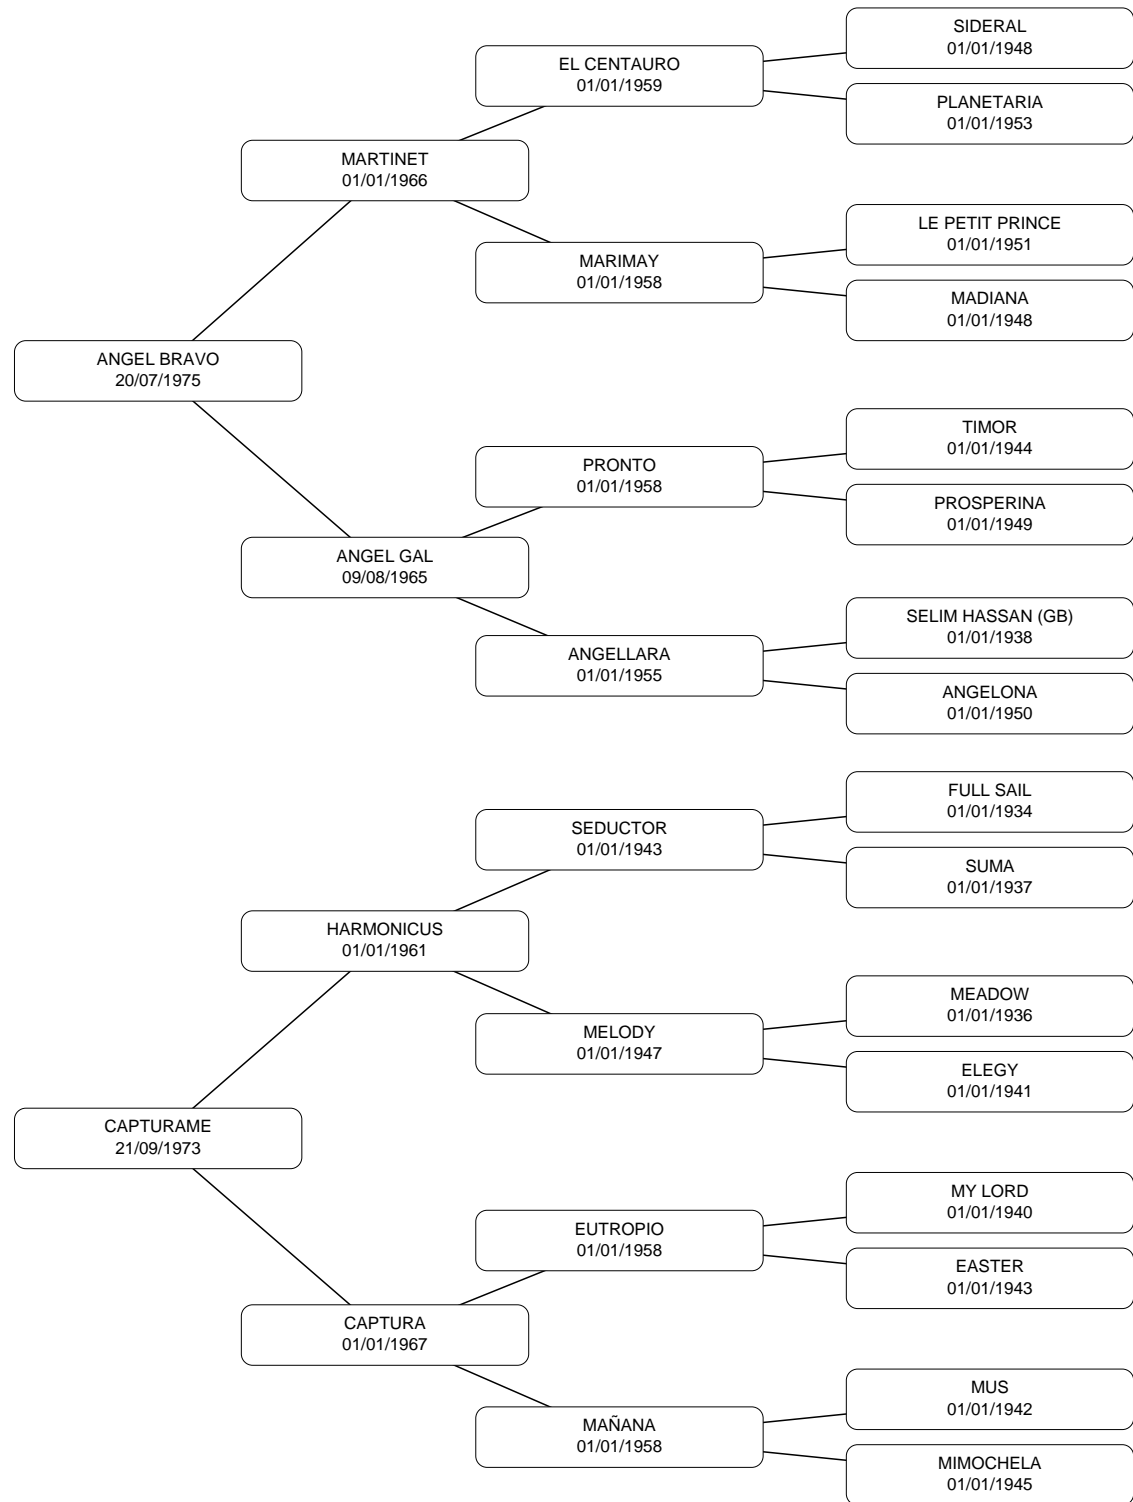 SIDERAL
01/01/1948
EL CENTAURO
01/01/1959
PLANETARIA
01/01/1953
MARTINET
01/01/1966
LE PETIT PRINCE
01/01/1951
MARIMAY
01/01/1958
MADIANA
01/01/1948
ANGEL BRAVO
20/07/1975
TIMOR
01/01/1944
PRONTO
01/01/1958
PROSPERINA
01/01/1949
ANGEL GAL
09/08/1965
SELIM HASSAN (GB)
01/01/1938
ANGELLARA
01/01/1955
ANGELONA
01/01/1950
FULL SAIL
01/01/1934
SEDUCTOR
01/01/1943
SUMA
01/01/1937
HARMONICUS
01/01/1961
MEADOW
01/01/1936
MELODY
01/01/1947
ELEGY
01/01/1941
CAPTURAME
21/09/1973
MY LORD
01/01/1940
EUTROPIO
01/01/1958
EASTER
01/01/1943
CAPTURA
01/01/1967
MUS
01/01/1942
MAÑANA
01/01/1958
MIMOCHELA
01/01/1945